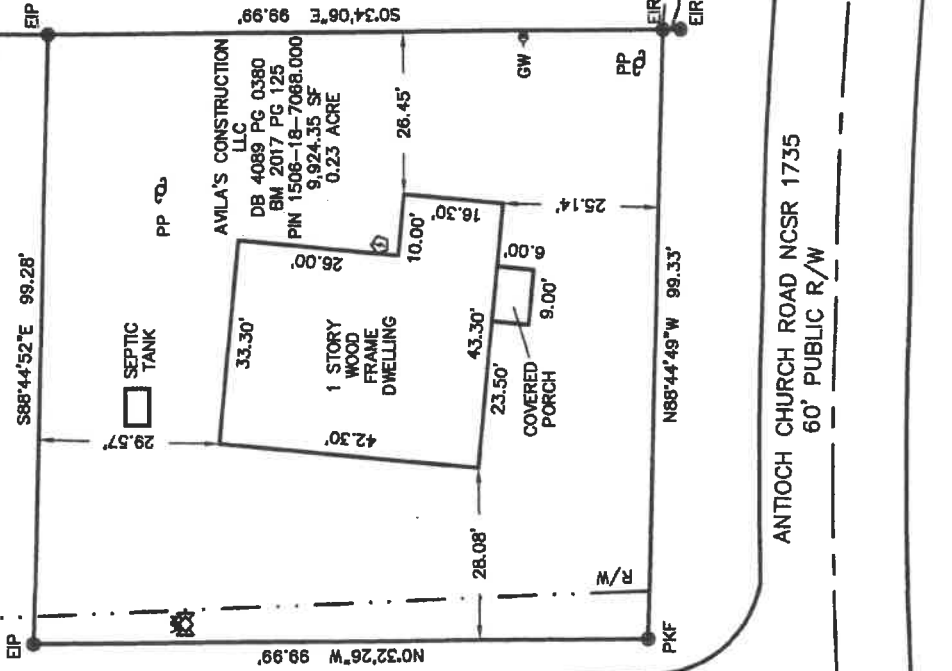 EIP
S88°44'52"E 99.28'
EIP
S0°34'06"E 99.99'
PP
AVILA'S CONSTRUCTION
LLC
DB 4089 PG 0380
BM 2017 PG 125
PIN 1506-18-7068.000
9,924.35 SF
0.23 ACRE
SEPTIC
TANK
29.57'
33.30'
26.00'
10.00'
26.45'
GW
PP
EIR
EIR
1 STORY
WOOD
FRAME
DWELLING
42.30'
16.30'
43.30'
23.50'
6.00'
9.00'
25.14'
COVERED
PORCH
28.08'
R/W
N0°32'26"W 99.99'
PKF
N88°44'49"W 99.33'
ANTIOCH CHURCH ROAD NCSR 1735
60' PUBLIC R/W